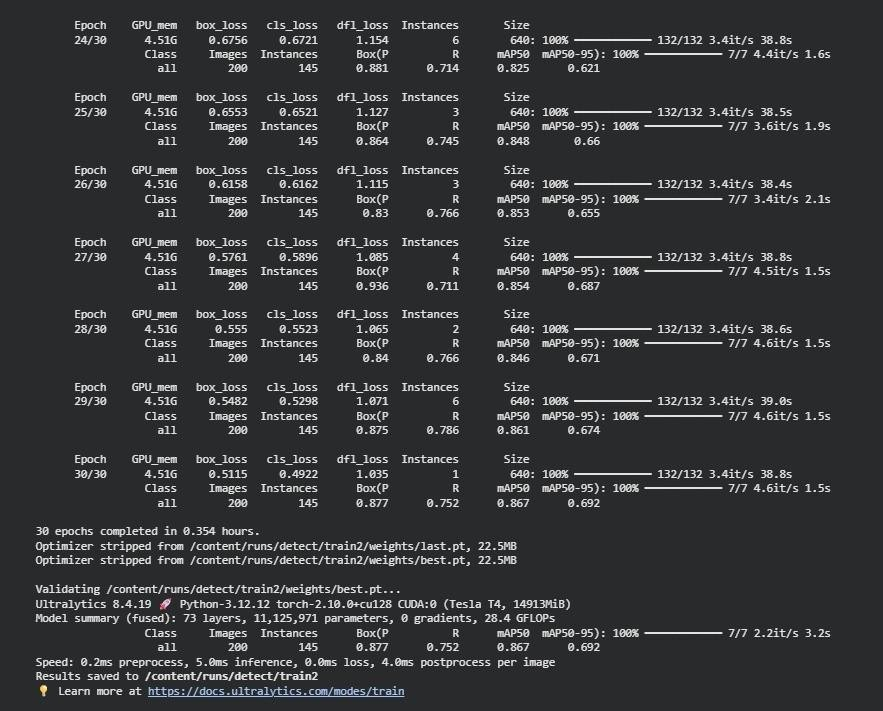 Epoch GPU_mem box_loss cls_loss dfl_loss Instances Size
24/30 4.51G 0.6756 0.6721 1.154 6 640: 100% ━━━━━━━━━━━━ 132/132 3.4it/s 38.8s
Class Images Instances Box(P R mAP50 mAP50-95): 100% ━━━━━━━━━━━━ 7/7 4.4it/s 1.6s
all 200 145 0.881 0.714 0.825 0.621
Epoch GPU_mem box_loss cls_loss dfl_loss Instances Size
25/30 4.51G 0.6553 0.6521 1.127 3 640: 100% ━━━━━━━━━━━━ 132/132 3.4it/s 38.5s
Class Images Instances Box(P R mAP50 mAP50-95): 100% ━━━━━━━━━━━━ 7/7 3.6it/s 1.9s
all 200 145 0.864 0.745 0.848 0.66
Epoch GPU_mem box_loss cls_loss dfl_loss Instances Size
26/30 4.51G 0.6158 0.6162 1.115 3 640: 100% ━━━━━━━━━━━━ 132/132 3.4it/s 38.4s
Class Images Instances Box(P R mAP50 mAP50-95): 100% ━━━━━━━━━━━━ 7/7 3.4it/s 2.1s
all 200 145 0.83 0.766 0.853 0.655
Epoch GPU_mem box_loss cls_loss dfl_loss Instances Size
27/30 4.51G 0.5761 0.5896 1.085 4 640: 100% ━━━━━━━━━━━━ 132/132 3.4it/s 38.8s
Class Images Instances Box(P R mAP50 mAP50-95): 100% ━━━━━━━━━━━━ 7/7 4.5it/s 1.5s
all 200 145 0.936 0.711 0.854 0.687
Epoch GPU_mem box_loss cls_loss dfl_loss Instances Size
28/30 4.51G 0.555 0.5523 1.065 2 640: 100% ━━━━━━━━━━━━ 132/132 3.4it/s 38.6s
Class Images Instances Box(P R mAP50 mAP50-95): 100% ━━━━━━━━━━━━ 7/7 4.6it/s 1.5s
all 200 145 0.84 0.766 0.846 0.671
Epoch GPU_mem box_loss cls_loss dfl_loss Instances Size
29/30 4.51G 0.5482 0.5298 1.071 6 640: 100% ━━━━━━━━━━━━ 132/132 3.4it/s 39.0s
Class Images Instances Box(P R mAP50 mAP50-95): 100% ━━━━━━━━━━━━ 7/7 4.6it/s 1.5s
all 200 145 0.875 0.786 0.861 0.674
Epoch GPU_mem box_loss cls_loss dfl_loss Instances Size
30/30 4.51G 0.5115 0.4922 1.035 1 640: 100% ━━━━━━━━━━━━ 132/132 3.4it/s 38.8s
Class Images Instances Box(P R mAP50 mAP50-95): 100% ━━━━━━━━━━━━ 7/7 4.6it/s 1.5s
all 200 145 0.877 0.752 0.867 0.692
30 epochs completed in 0.354 hours.
Optimizer stripped from /content/runs/detect/train2/weights/last.pt, 22.5MB
Optimizer stripped from /content/runs/detect/train2/weights/best.pt, 22.5MB
Validating /content/runs/detect/train2/weights/best.pt...
Ultralytics 8.4.19 🚀 Python-3.12.12 torch-2.10.0+cu128 CUDA:0 (Tesla T4, 14913MiB)
Model summary (fused): 73 layers, 11,125,971 parameters, 0 gradients, 28.4 GFLOPs
Class Images Instances Box(P R mAP50 mAP50-95): 100% ━━━━━━━━━━━━ 7/7 2.2it/s 3.2s
all 200 145 0.877 0.752 0.867 0.692
Speed: 0.2ms preprocess, 5.0ms inference, 0.0ms loss, 4.0ms postprocess per image
Results saved to /content/runs/detect/train2
💡 Learn more at https://docs.ultralytics.com/modes/train